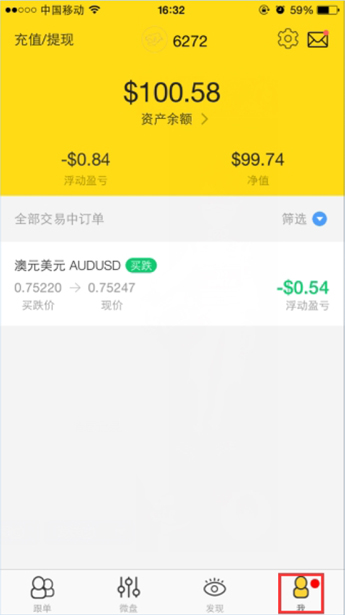 中国移动 16:32 59%
充值/提现 6272
$100.58
资产余额
-$0.84 $99.74
浮动盈亏 净值
全部交易中订单 筛选
澳元美元 AUDUSD 买跌
0.75220 → 0.75247 -$0.54
买跌价 现价 浮动盈亏
跟单 微盘 发现 我